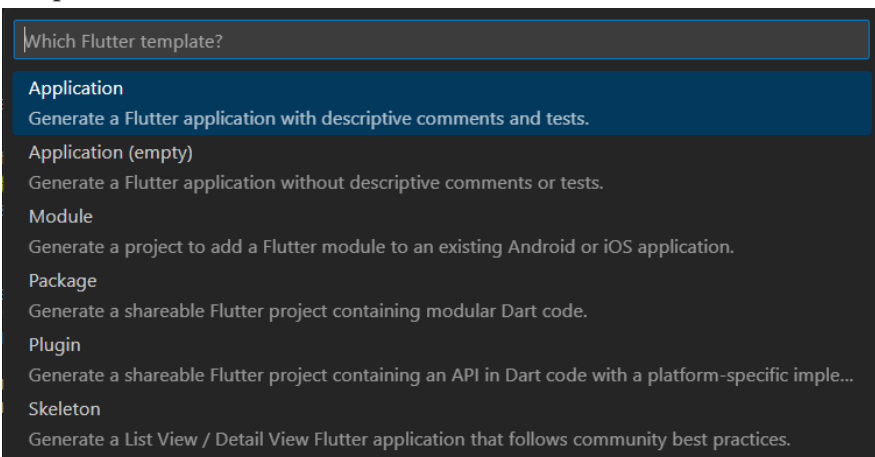 Which Flutter template?
Application
Generate a Flutter application with descriptive comments and tests.
Application (empty)
Generate a Flutter application without descriptive comments or tests.
Module
Generate a project to add a Flutter module to an existing Android or iOS application.
Package
Generate a shareable Flutter project containing modular Dart code.
Plugin
Generate a shareable Flutter project containing an API in Dart code with a platform-specific imple...
Skeleton
Generate a List View / Detail View Flutter application that follows community best practices.